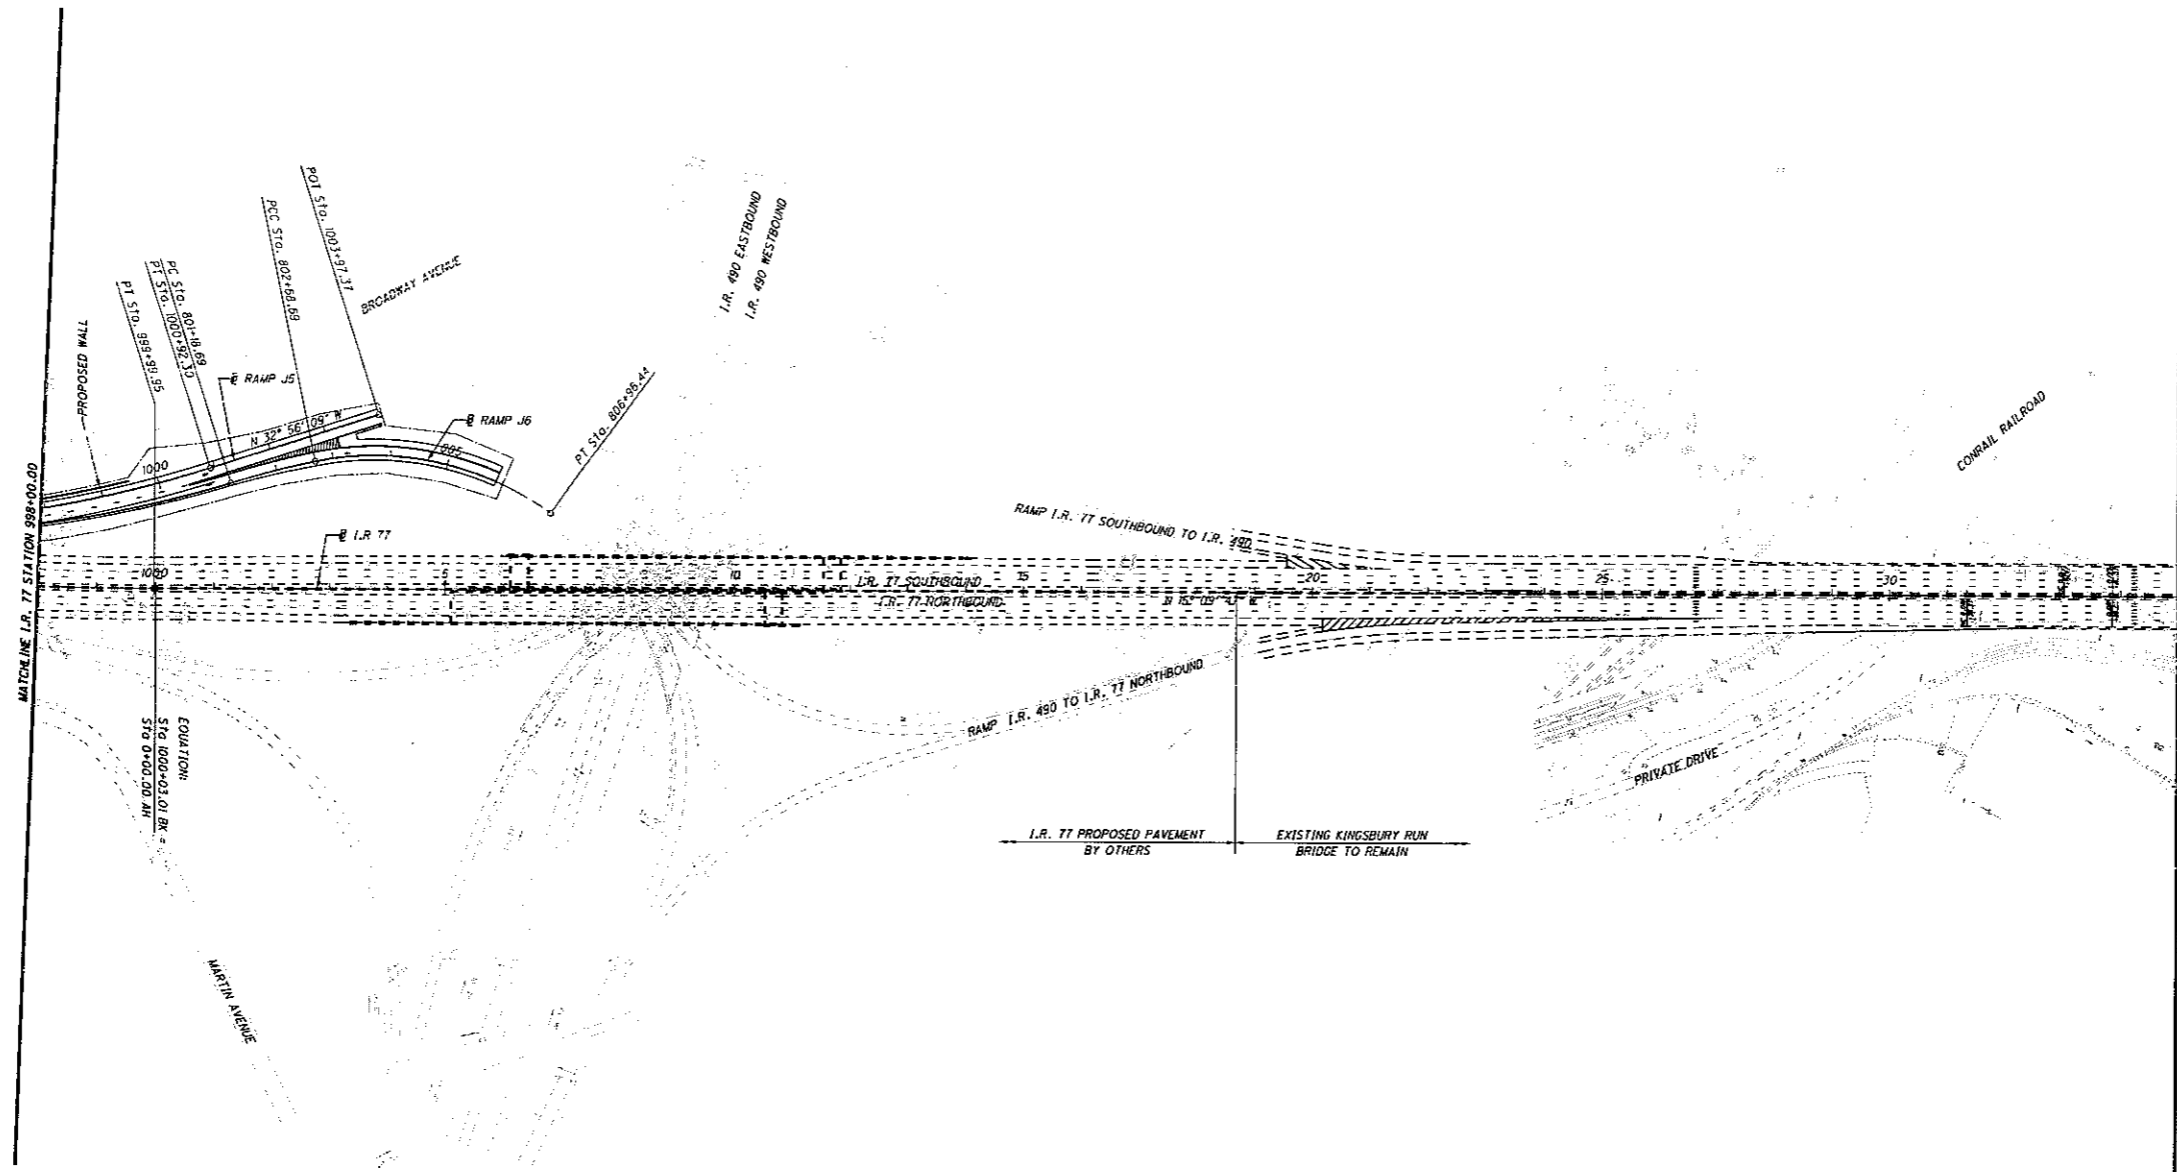 I.R. 490 EASTBOUND
I.R. 490 WESTBOUND
POT Sta. 1003+97.37
PCC Sta. 802+68.69
BROADWAY AVENUE
PC Sta. 801+18.69
PT Sta. 1000+92.30
PT Sta. 999+99.95
PROPOSED WALL
RAMP J5
N 32° 56' 09" W
RAMP J6
PT Sta. 806+96.44
1000
805
CONRAIL RAILROAD
MATCHLINE I.R. 77 STATION 998+00.00
I.R 77
RAMP I.R. 77 SOUTHBOUND TO I.R. 490
1000
5
10
I.R. 77 SOUTHBOUND
15
20
25
30
I.R. 77 NORTHBOUND
RAMP I.R. 490 TO I.R. 77 NORTHBOUND
EQUATION:
Sta 1000+03.01 BK =
Sta 0+00.00 AH
PRIVATE DRIVE
I.R. 77 PROPOSED PAVEMENT
BY OTHERS
EXISTING KINGSBURY RUN
BRIDGE TO REMAIN
MARTIN AVENUE